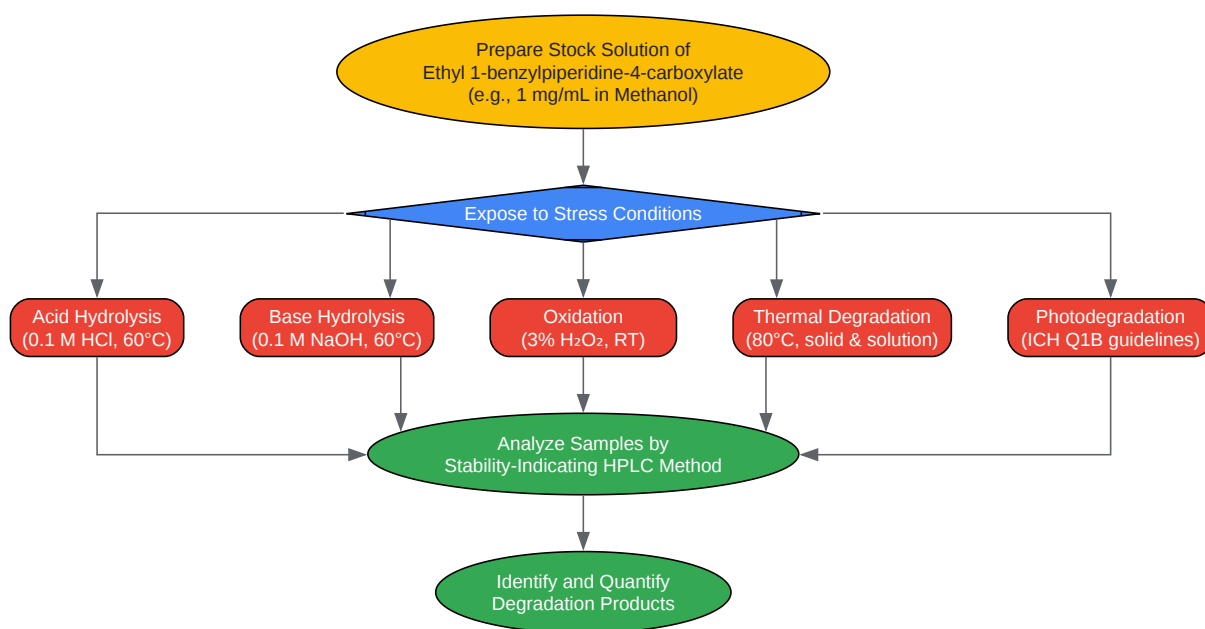 Prepare Stock Solution of
Ethyl 1-benzylpiperidine-4-carboxylate
(e.g., 1 mg/mL in Methanol)
Expose to Stress Conditions
Acid Hydrolysis
(0.1 M HCl, 60°C)
Base Hydrolysis
(0.1 M NaOH, 60°C)
Oxidation
(3% H₂O₂, RT)
Thermal Degradation
(80°C, solid & solution)
Photodegradation
(ICH Q1B guidelines)
Analyze Samples by
Stability-Indicating HPLC Method
Identify and Quantify
Degradation Products